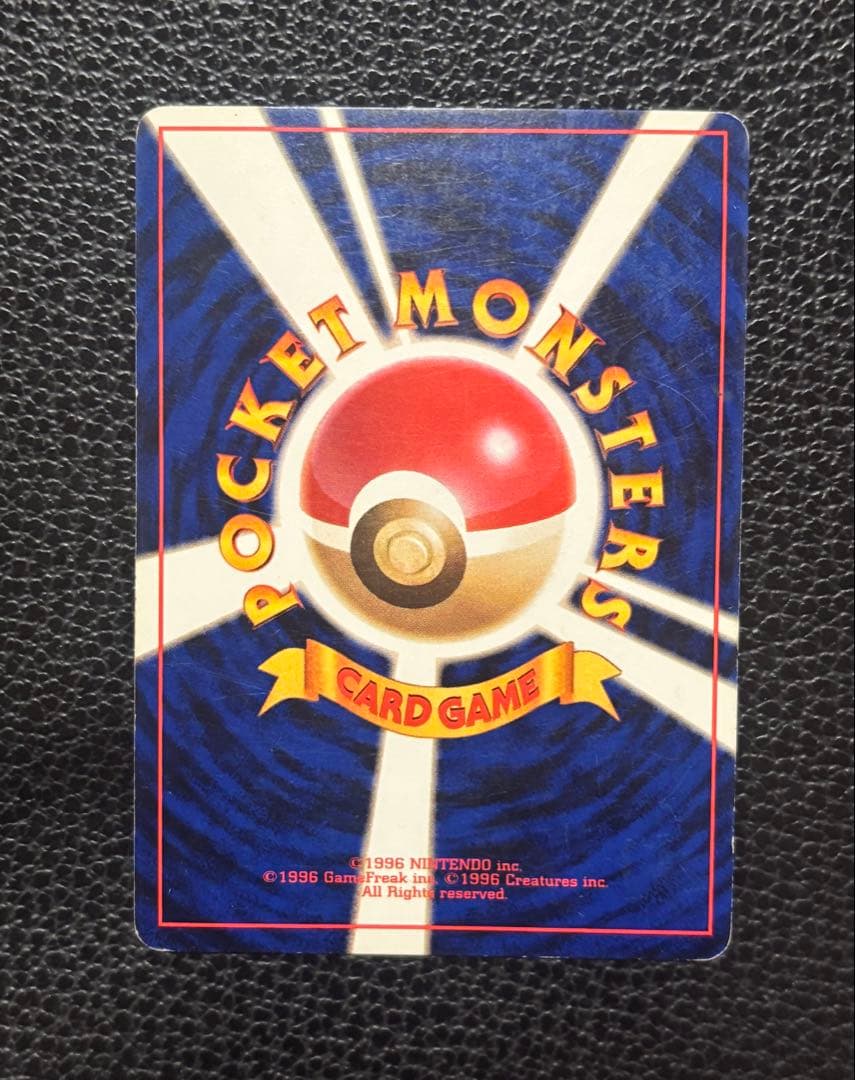 POCKET MONSTERS
CARD GAME
©1996 NINTENDO inc.
©1996 GameFreak inc. ©1996 Creatures inc.
All Rights reserved.